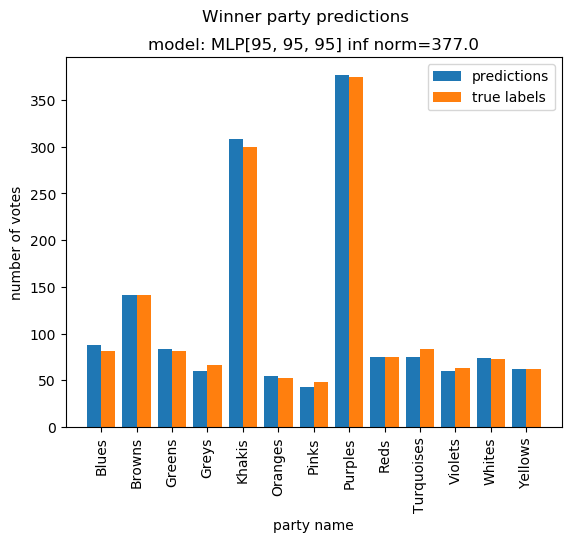 Winner party predictions
model: MLP[95, 95, 95] inf norm=377.0
predictions
true labels
number of votes
350
300
250
200
150
100
50
0
Blues
Browns
Greens
Greys
Khakis
Oranges
Pinks
Purples
Reds
Turquoises
Violets
Whites
Yellows
party name